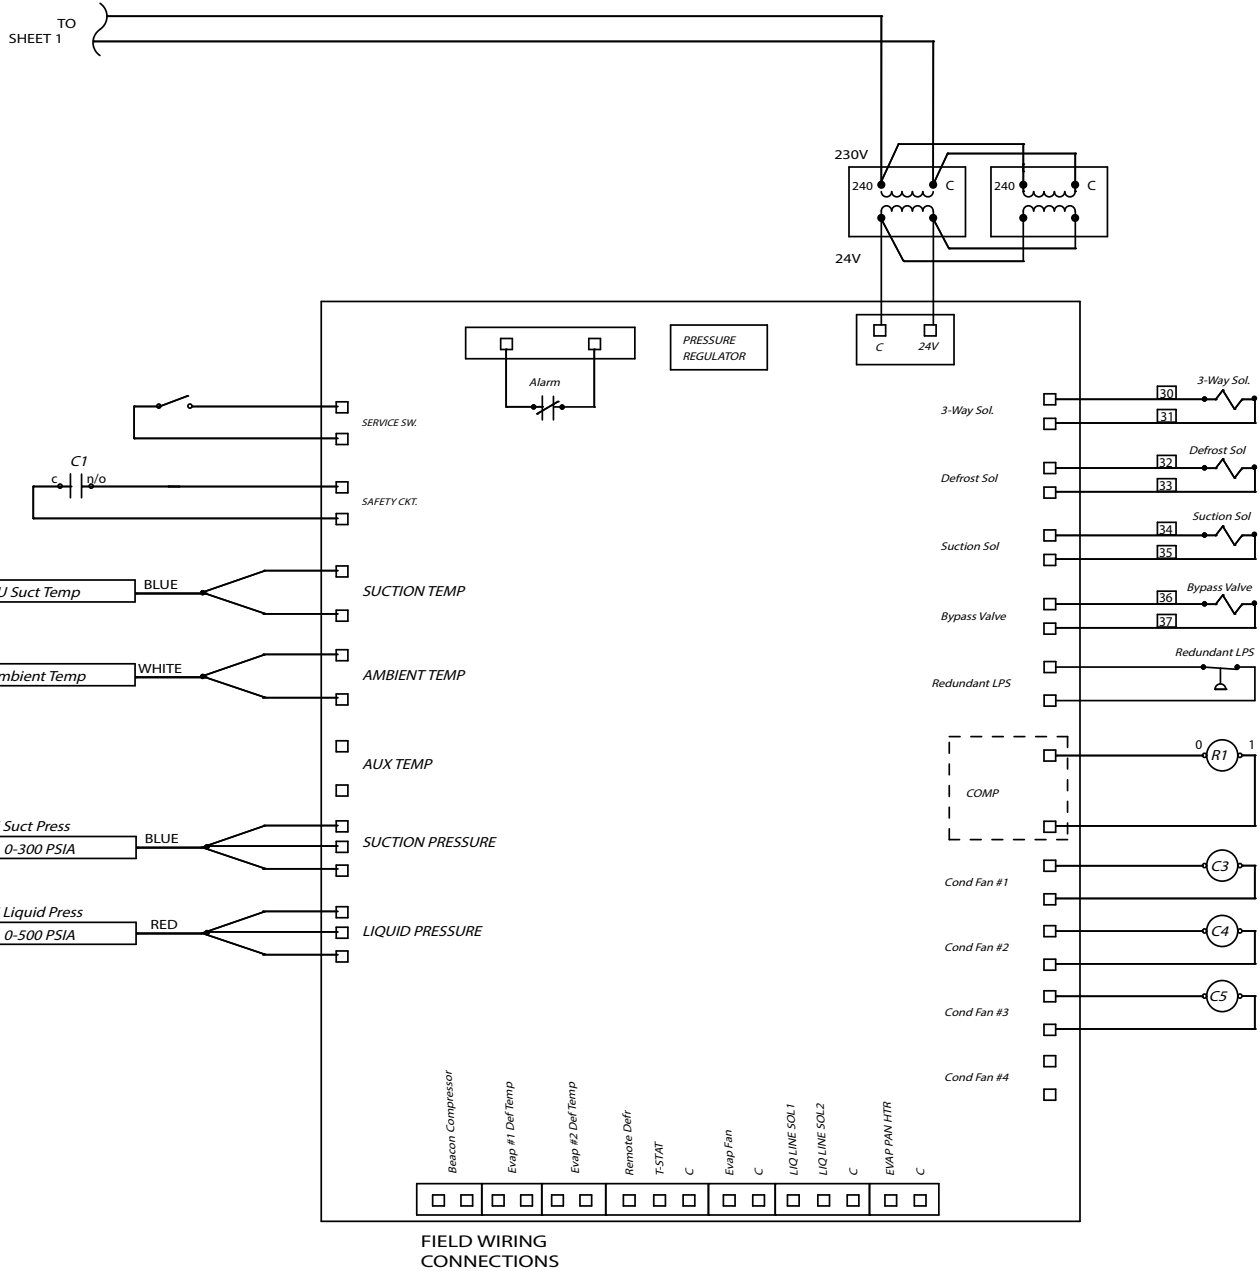 TO
SHEET 1
230V
240
C
240
C
24V
C
24V
PRESSURE
REGULATOR
Alarm
SERVICE SW.
C1
c
n/o
SAFETY CKT.
U Suct Temp
BLUE
SUCTION TEMP
mbient Temp
WHITE
AMBIENT TEMP
AUX TEMP
Suct Press
0-300 PSIA
BLUE
SUCTION PRESSURE
Liquid Press
0-500 PSIA
RED
LIQUID PRESSURE
3-Way Sol.
30
31
3-Way Sol.
Defrost Sol
32
33
Defrost Sol
Suction Sol
34
35
Suction Sol
Bypass Valve
36
37
Bypass Valve
Redundant LPS
Redundant LPS
COMP
0
R1
1
Cond Fan #1
C3
Cond Fan #2
C4
Cond Fan #3
C5
Cond Fan #4
Beacon Compressor
Evap #1 Def Temp
Evap #2 Def Temp
Remote Defr
T-STAT
C
Evap Fan
C
LIQ LINE SOL1
LIQ LINE SOL2
C
EVAP PAN HTR
C
FIELD WIRING
CONNECTIONS